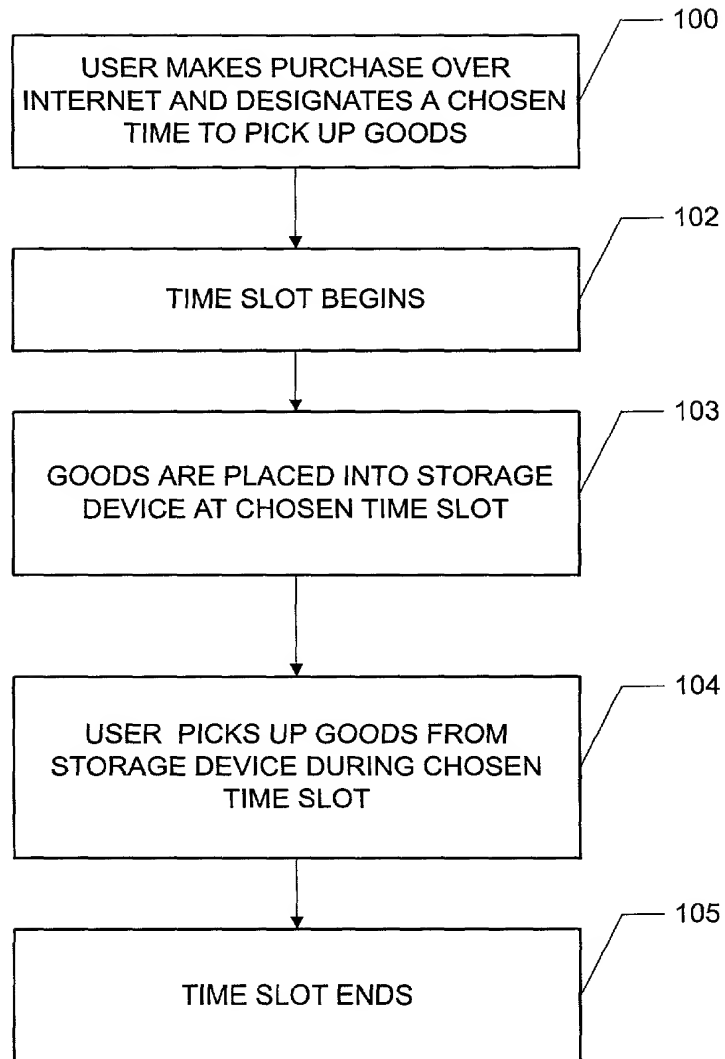 100
USER MAKES PURCHASE OVER
INTERNET AND DESIGNATES A CHOSEN
TIME TO PICK UP GOODS
102
TIME SLOT BEGINS
103
GOODS ARE PLACED INTO STORAGE
DEVICE AT CHOSEN TIME SLOT
104
USER PICKS UP GOODS FROM
STORAGE DEVICE DURING CHOSEN
TIME SLOT
105
TIME SLOT ENDS